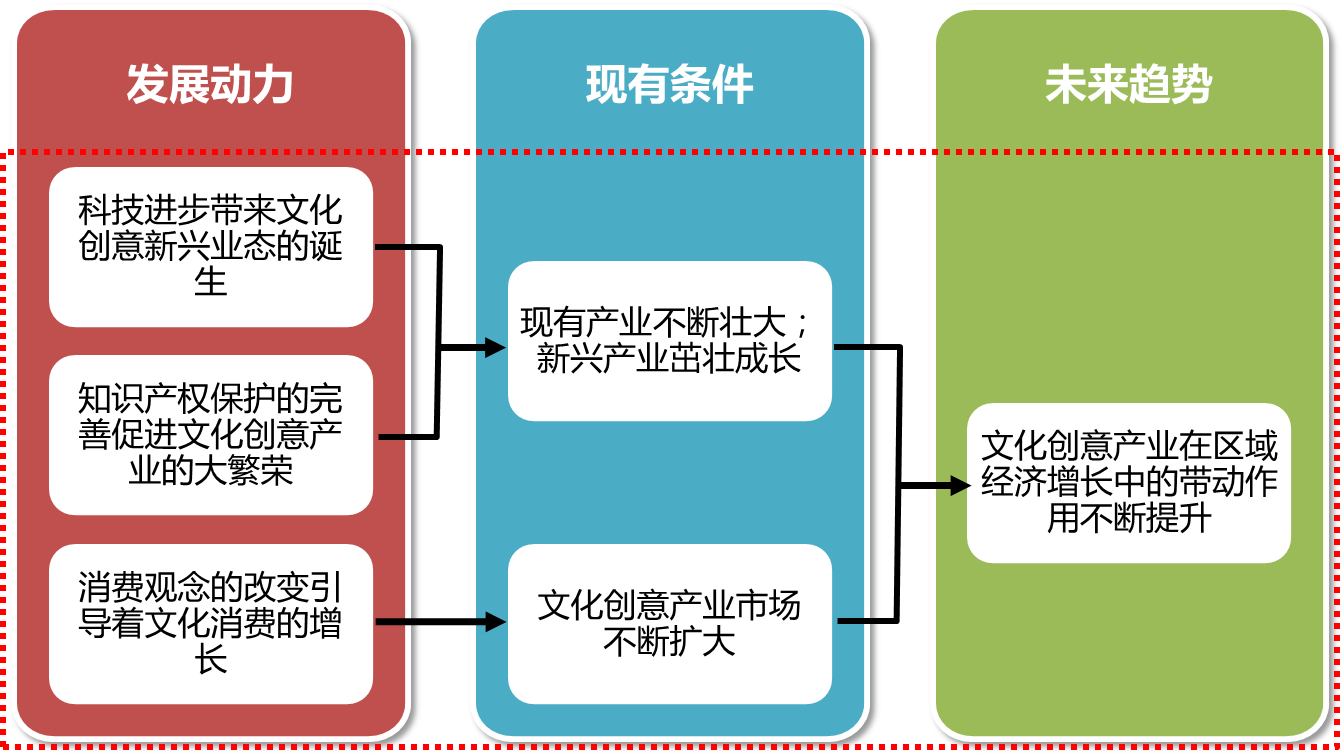 发展动力
科技进步带来文化
创意新兴业态的诞
生
知识产权保护的完
善促进文化创意产
业的大繁荣
消费观念的改变引
导着文化消费的增
长
现有条件
现有产业不断壮大；
新兴产业茁壮成长
文化创意产业市场
不断扩大
未来趋势
文化创意产业在区域
经济增长中的带动作
用不断提升